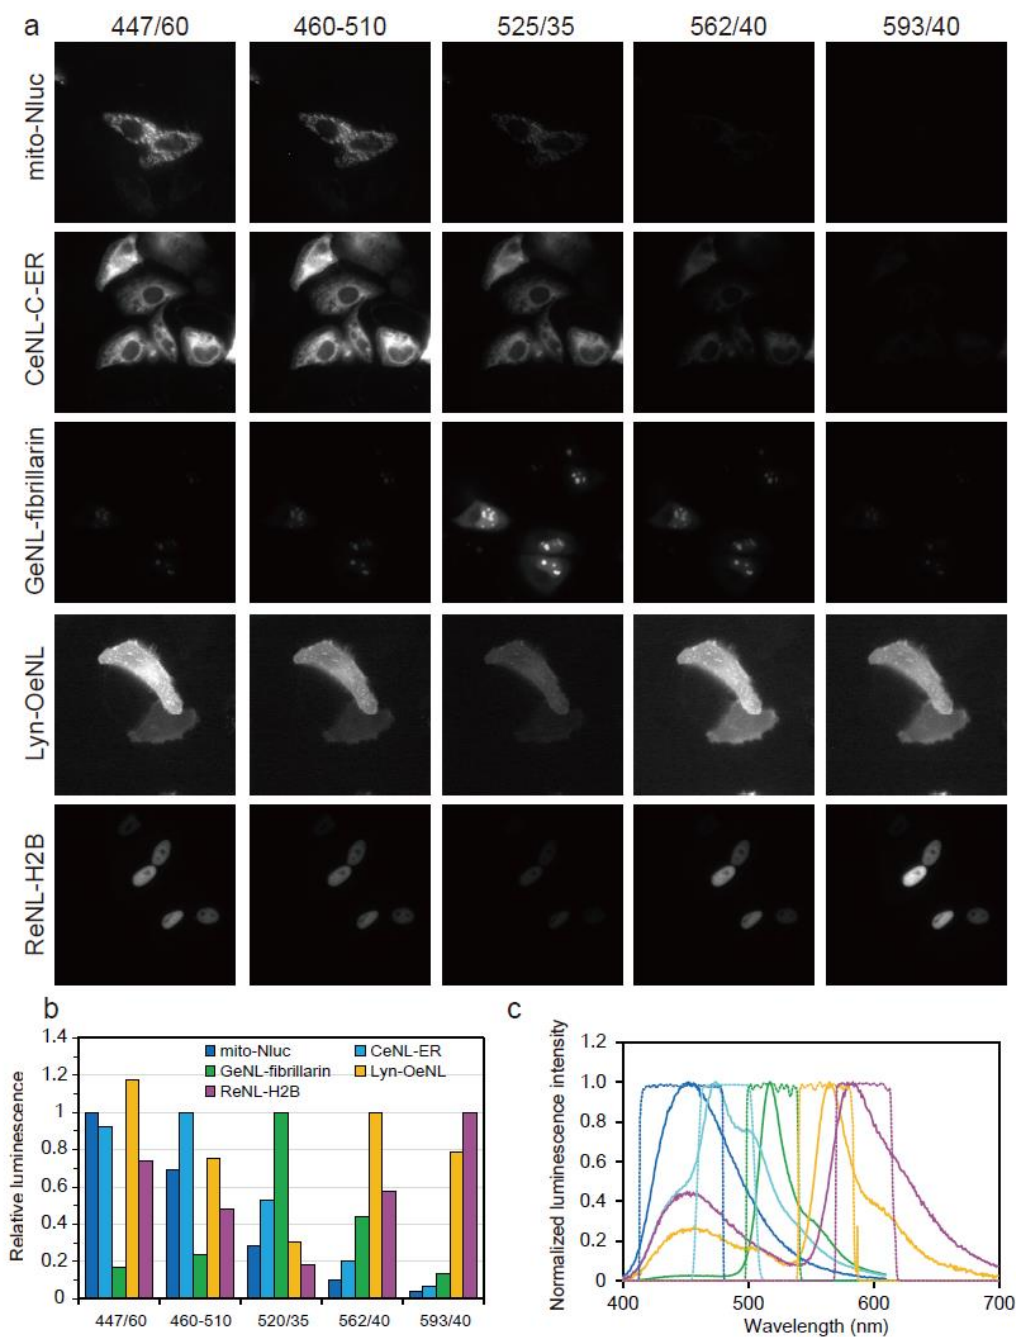 a
447/60 460-510 525/35 562/40 593/40
mito-Nluc
CeNL-C-ER
GeNL-fibrillarin
Lyn-OeNL
ReNL-H2B
b
Relative luminescence
1.4
1.2
1
0.8
0.6
0.4
0.2
0
mito-Nluc CeNL-ER
GeNL-fibrillarin Lyn-OeNL
ReNL-H2B
447/60 460-510 520/35 562/40 593/40
c
Normalized luminescence intensity
1.2
1.0
0.8
0.6
0.4
0.2
0
400 500 600 700
Wavelength (nm)